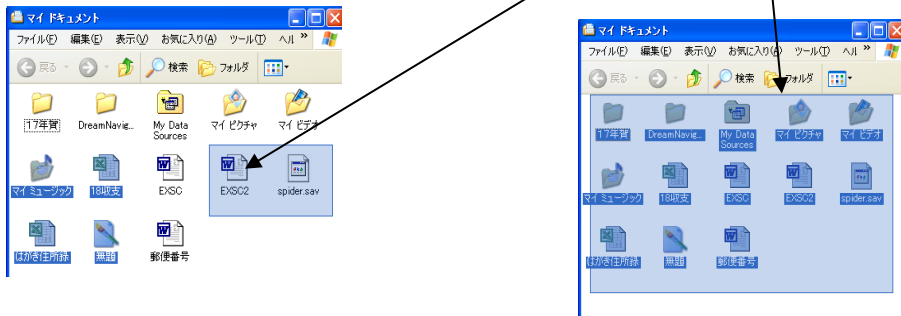 マイ ドキュメント
ファイル(F) 編集(E) 表示(V) お気に入り(A) ツール(T) ヘル »
戻る 検索 フォルダ
17年賀 DreamNavig... My Data Sources マイ ピクチャ マイ ビデオ
マイ ミュージック 18収支 EXSC EXSC2 spider.sav
はがき住所録 無題 郵便番号
マイ ドキュメント
ファイル(F) 編集(E) 表示(V) お気に入り(A) ツール(T) ヘル »
戻る 検索 フォルダ
17年賀 DreamNavig... My Data Sources マイ ピクチャ マイ ビデオ
マイ ミュージック 18収支 EXSC EXSC2 spider.sav
はがき住所録 無題 郵便番号